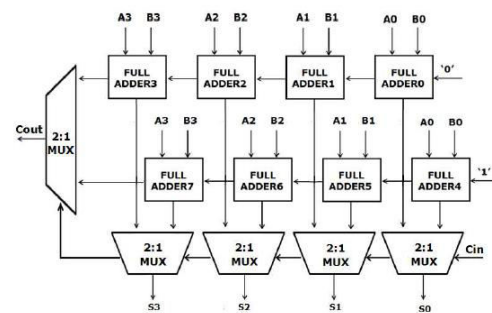 A3 B3 A2 B2 A1 B1 A0 B0
FULL ADDER3
FULL ADDER2
FULL ADDER1
FULL ADDER0
‘0’
Cout
2:1
MUX
A3 B3 A2 B2 A1 B1 A0 B0
FULL ADDER7
FULL ADDER6
FULL ADDER5
FULL ADDER4
‘1’
2:1
MUX
2:1
MUX
2:1
MUX
2:1
MUX
Cin
S3 S2 S1 S0